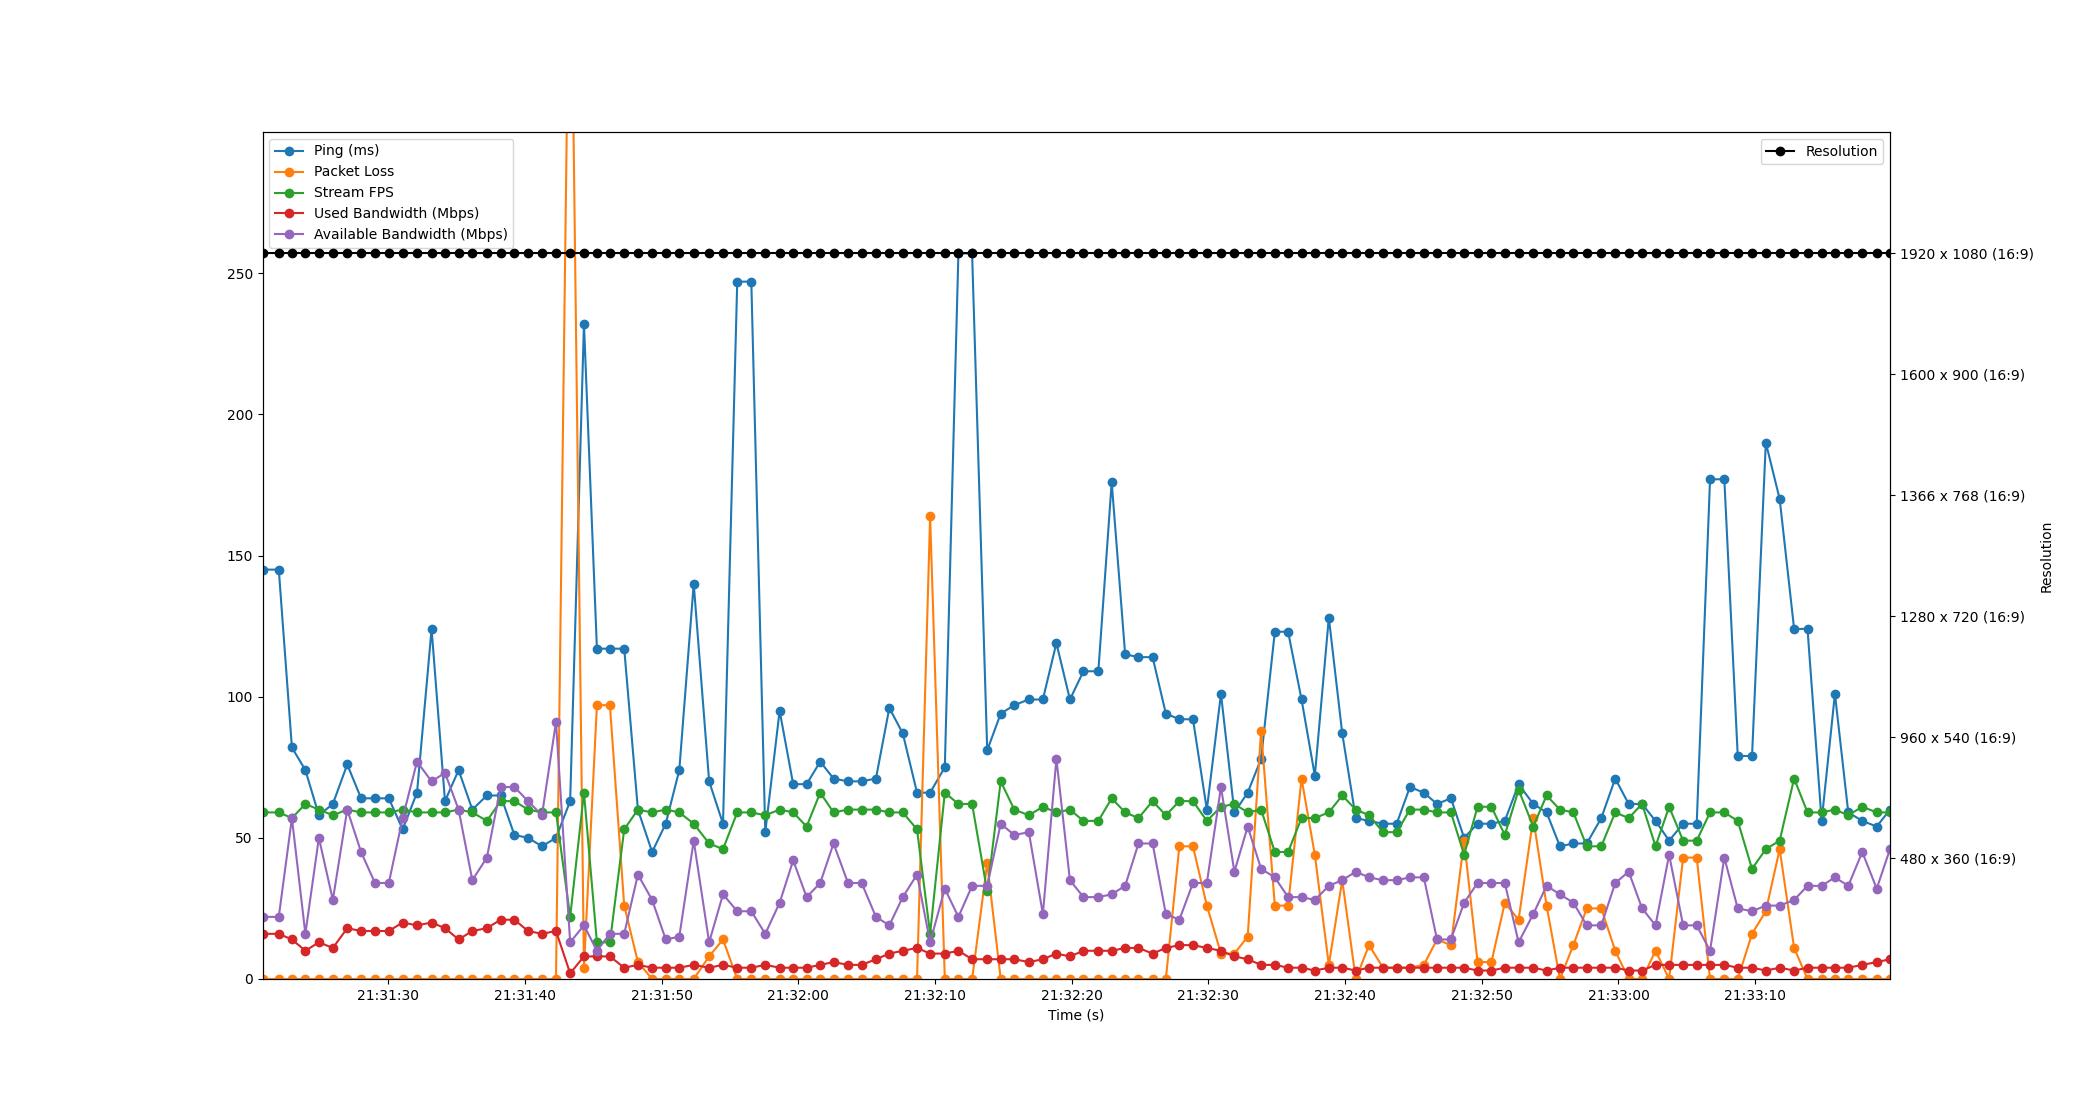 Ping (ms)
Packet Loss
Stream FPS
Used Bandwidth (Mbps)
Available Bandwidth (Mbps)
Resolution
250
200
150
100
50
0
1920 x 1080 (16:9)
1600 x 900 (16:9)
1366 x 768 (16:9)
1280 x 720 (16:9)
960 x 540 (16:9)
480 x 360 (16:9)
Resolution
21:31:30 21:31:40 21:31:50 21:32:00 21:32:10 21:32:20 21:32:30 21:32:40 21:32:50 21:33:00 21:33:10
Time (s)